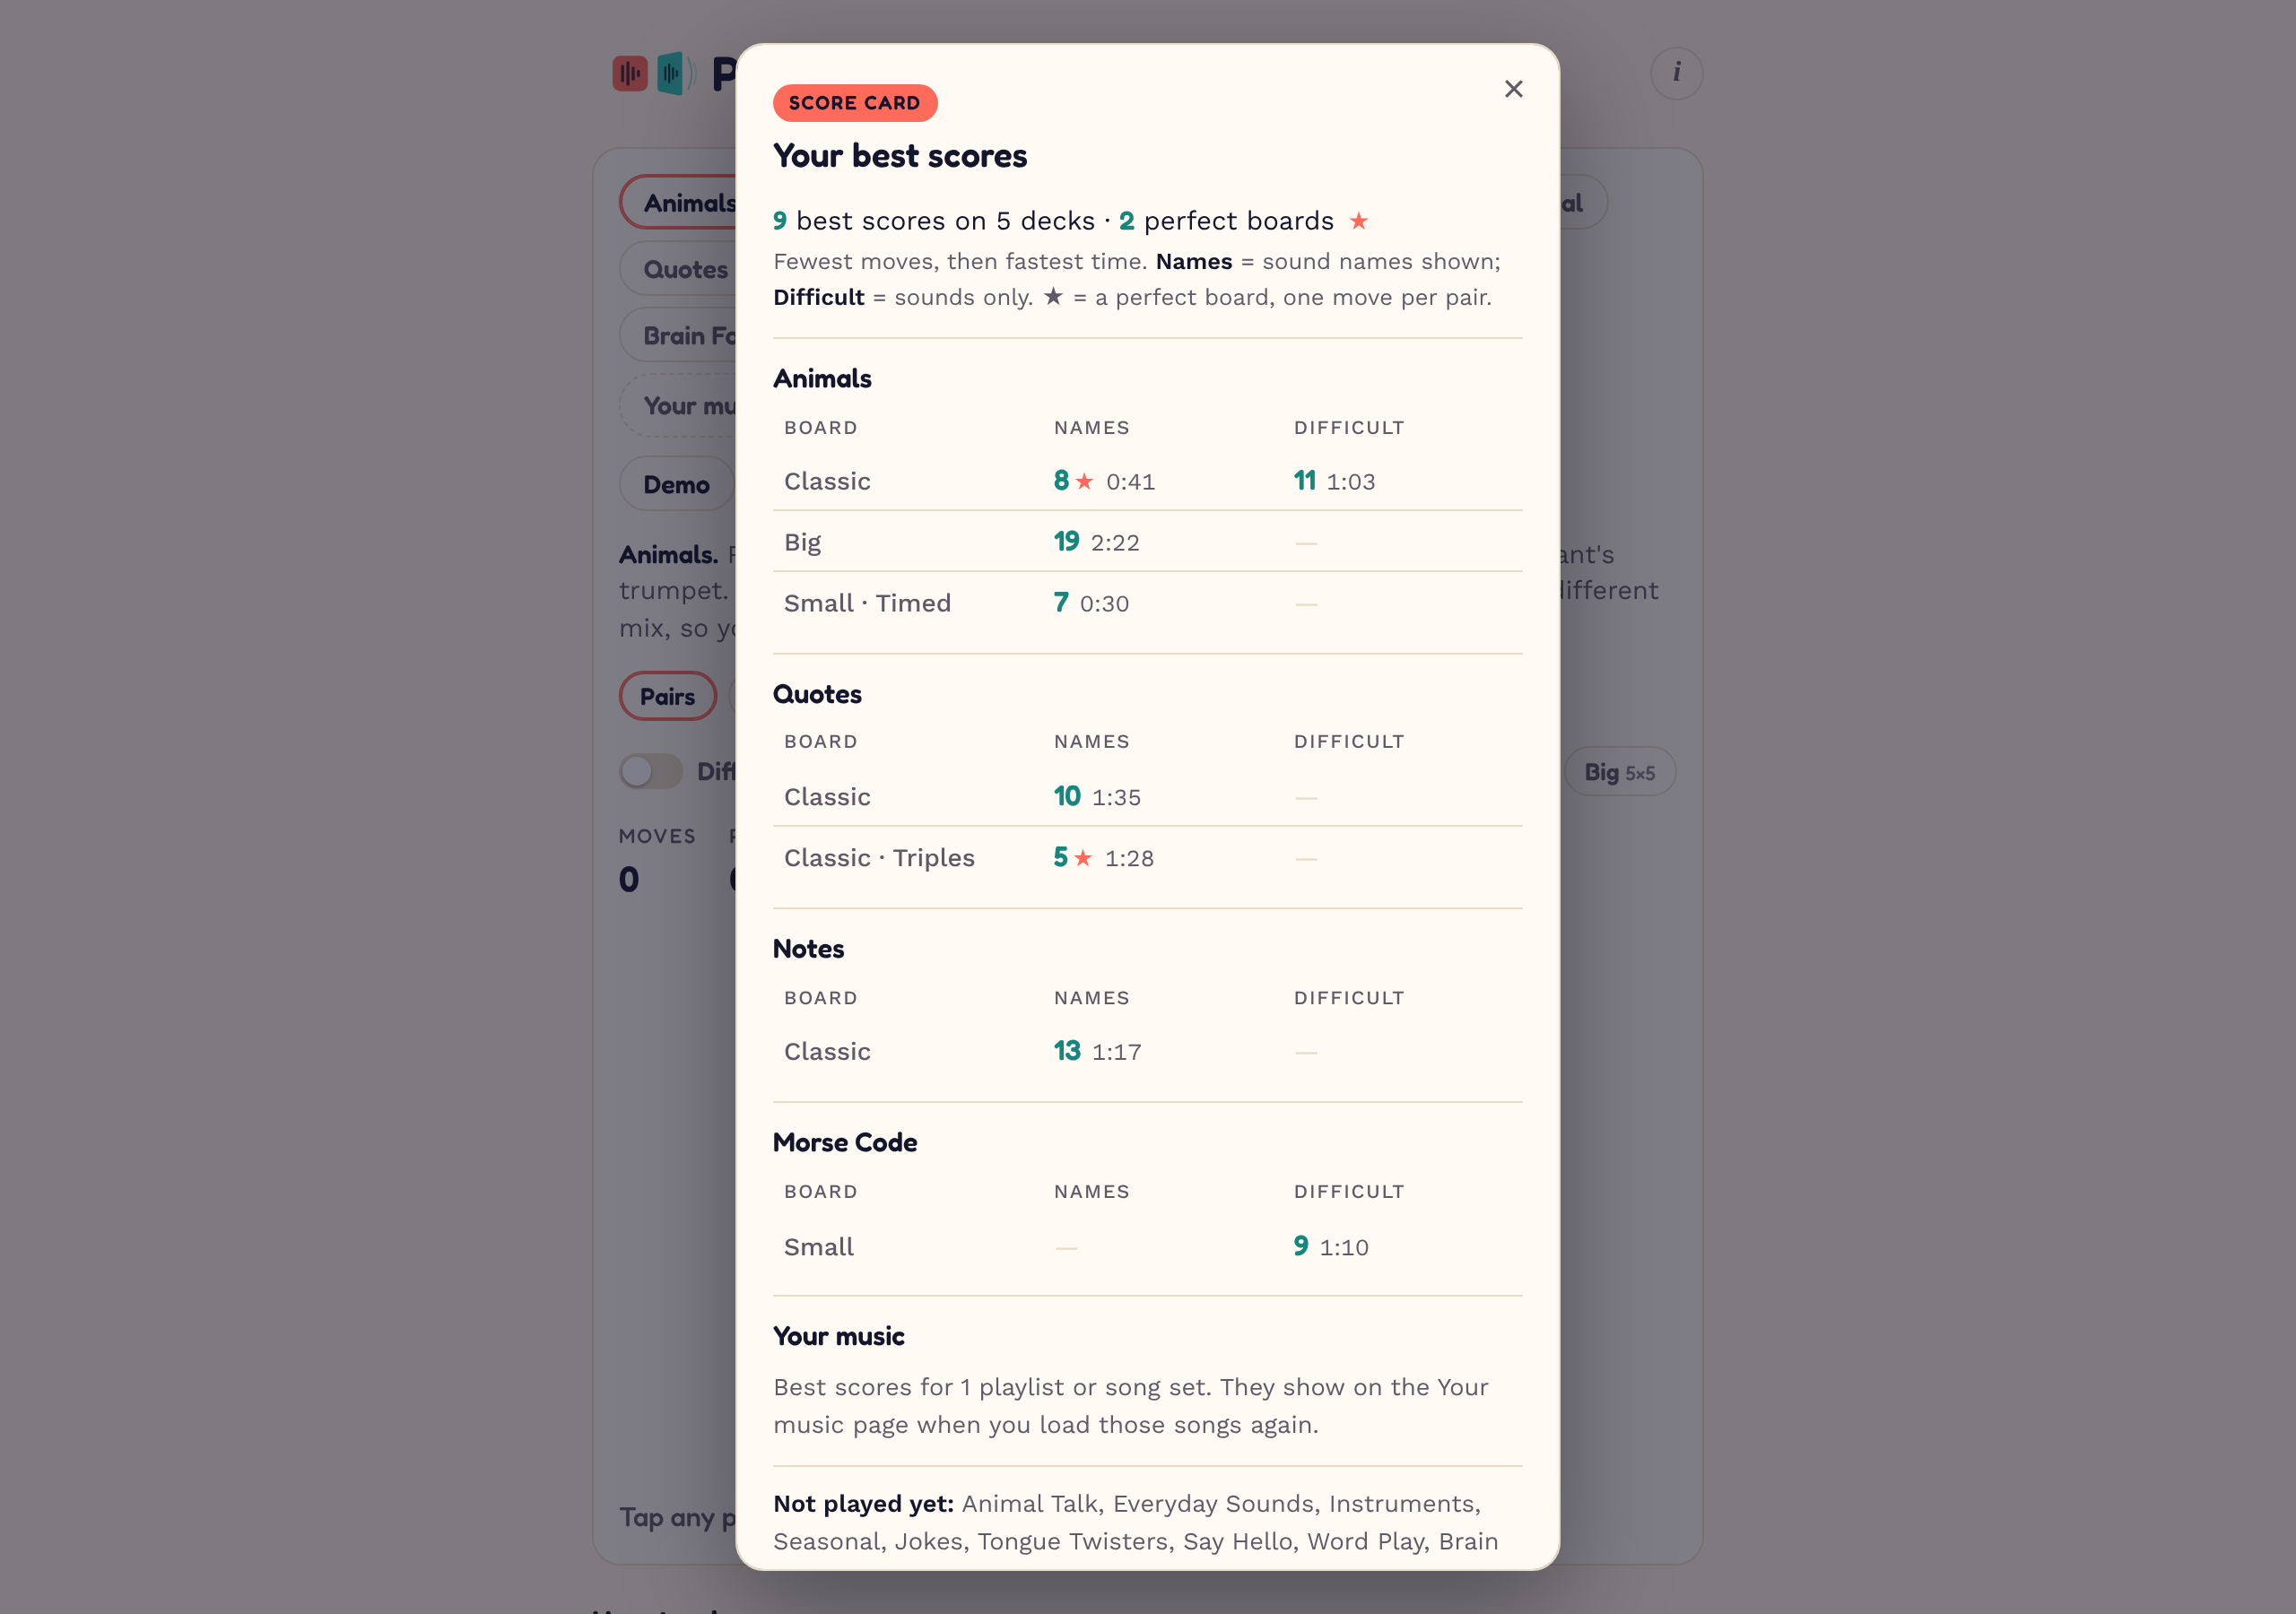 P
i
SCORE CARD
×
Your best scores
9 best scores on 5 decks · 2 perfect boards ★
Fewest moves, then fastest time. Names = sound names shown;
Difficult = sounds only. ★ = a perfect board, one move per pair.
Animals
BOARD NAMES DIFFICULT
Classic 8 ★ 0:41 11 1:03
Big 19 2:22 —
Small · Timed 7 0:30 —
Quotes
BOARD NAMES DIFFICULT
Classic 10 1:35 —
Classic · Triples 5 ★ 1:28 —
Notes
BOARD NAMES DIFFICULT
Classic 13 1:17 —
Morse Code
BOARD NAMES DIFFICULT
Small — 9 1:10
Your music
Best scores for 1 playlist or song set. They show on the Your
music page when you load those songs again.
Not played yet: Animal Talk, Everyday Sounds, Instruments,
Seasonal, Jokes, Tongue Twisters, Say Hello, Word Play, Brain
Animals
Quotes
Brain
Your
Demo
Animals.
trumpet. different
mix, so
Pairs
Big 5×5
MOVES
0
Tap any